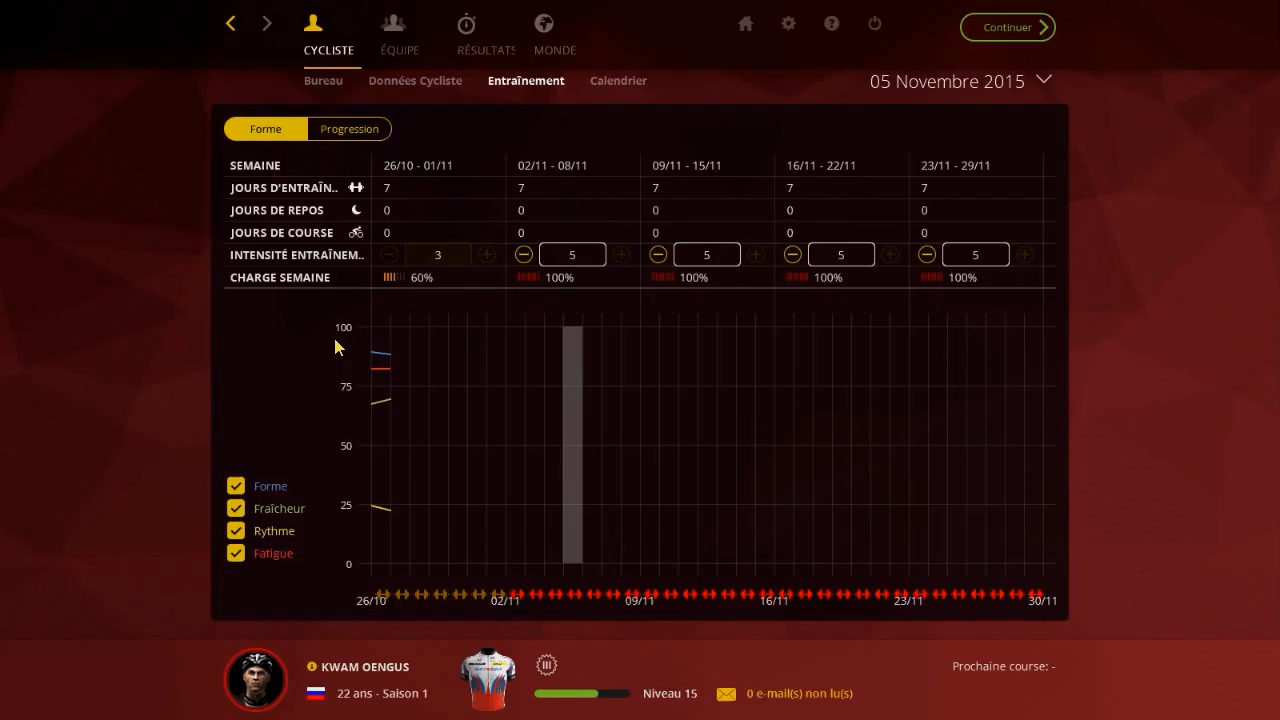 CYCLISTE ÉQUIPE RÉSULTATS MONDE Continuer
Bureau Données Cycliste Entraînement Calendrier 05 Novembre 2015
Forme Progression
SEMAINE 26/10 - 01/11 02/11 - 08/11 09/11 - 15/11 16/11 - 22/11 23/11 - 29/11
JOURS D'ENTRAÎN.. 7 7 7 7 7
JOURS DE REPOS 0 0 0 0 0
JOURS DE COURSE 0 0 0 0 0
INTENSITÉ ENTRAÎNEM.. 3 5 5 5 5
CHARGE SEMAINE 60% 100% 100% 100% 100%
100
75
50
25
0
Forme
Fraîcheur
Rythme
Fatigue
26/10 02/11 09/11 16/11 23/11 30/11
KWAM OENGUS
22 ans - Saison 1
III
Niveau 15
0 e-mail(s) non lu(s)
Prochaine course: -